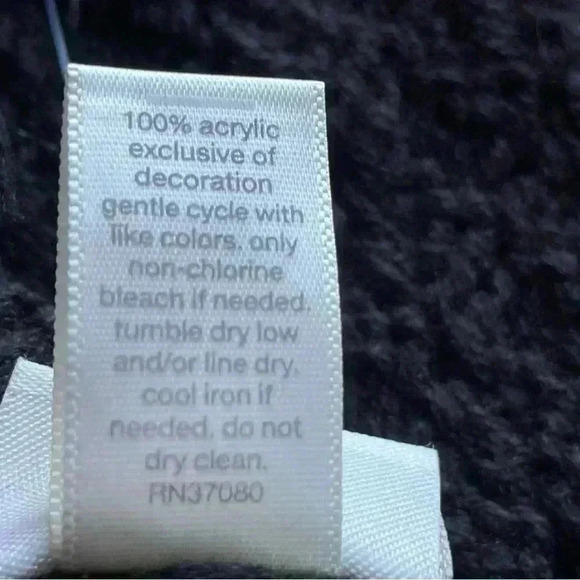 100% acrylic
exclusive of
decoration
gentle cycle with
like colors. only
non-chlorine
bleach if needed.
tumble dry low
and/or line dry.
cool iron if
needed. do not
dry clean.
RN37080